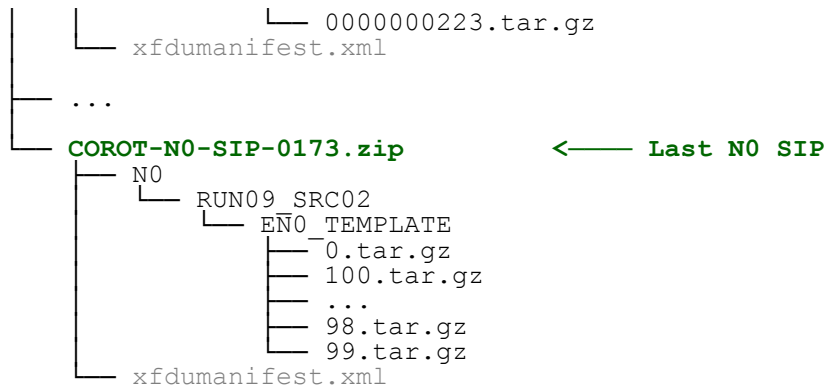 0000000223.tar.gz
xfdumanifest.xml
...
COROT-N0-SIP-0173.zip <──── Last N0 SIP
N0
RUN09_SRC02
EN0_TEMPLATE
0.tar.gz
100.tar.gz
...
98.tar.gz
99.tar.gz
xfdumanifest.xml